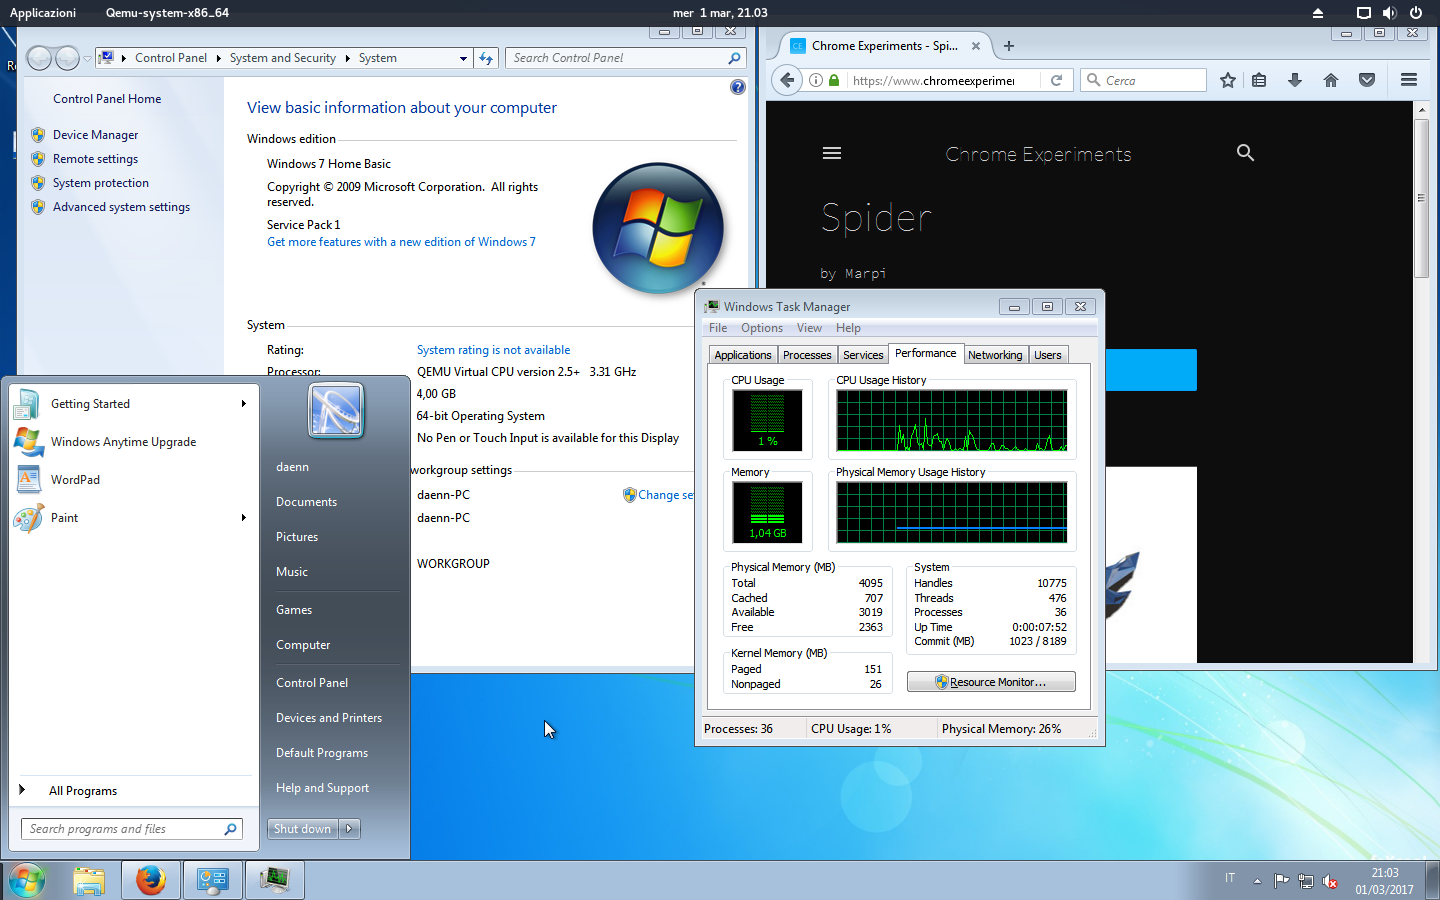 Applicazioni
Qemu-system-x86_64
mer 1 mar, 21.03
Control Panel
System and Security
System
Search Control Panel
Control Panel Home
Device Manager
Remote settings
System protection
Advanced system settings
View basic information about your computer
Windows edition
Windows 7 Home Basic
Copyright © 2009 Microsoft Corporation. All rights
reserved.
Service Pack 1
Get more features with a new edition of Windows 7
System
Rating:
System rating is not available
Processor:
QEMU Virtual CPU version 2.5+ 3.31 GHz
4,00 GB
64-bit Operating System
No Pen or Touch Input is available for this Display
workgroup settings
daenn-PC
Change se
daenn-PC
WORKGROUP
Chrome Experiments - Spi...
https://www.chromeexperimen
Cerca
Chrome Experiments
Spider
by Marpi
Windows Task Manager
File Options View Help
Applications Processes Services Performance Networking Users
CPU Usage
CPU Usage History
1 %
Memory
Physical Memory Usage History
1,04 GB
Physical Memory (MB)
Total 4095
Cached 707
Available 3019
Free 2363
Kernel Memory (MB)
Paged 151
Nonpaged 26
System
Handles 10775
Threads 476
Processes 36
Up Time 0:00:07:52
Commit (MB) 1023 / 8189
Resource Monitor...
Processes: 36
CPU Usage: 1%
Physical Memory: 26%
Getting Started
Windows Anytime Upgrade
WordPad
Paint
All Programs
Search programs and files
daenn
Documents
Pictures
Music
Games
Computer
Control Panel
Devices and Printers
Default Programs
Help and Support
Shut down
IT
21:03
01/03/2017